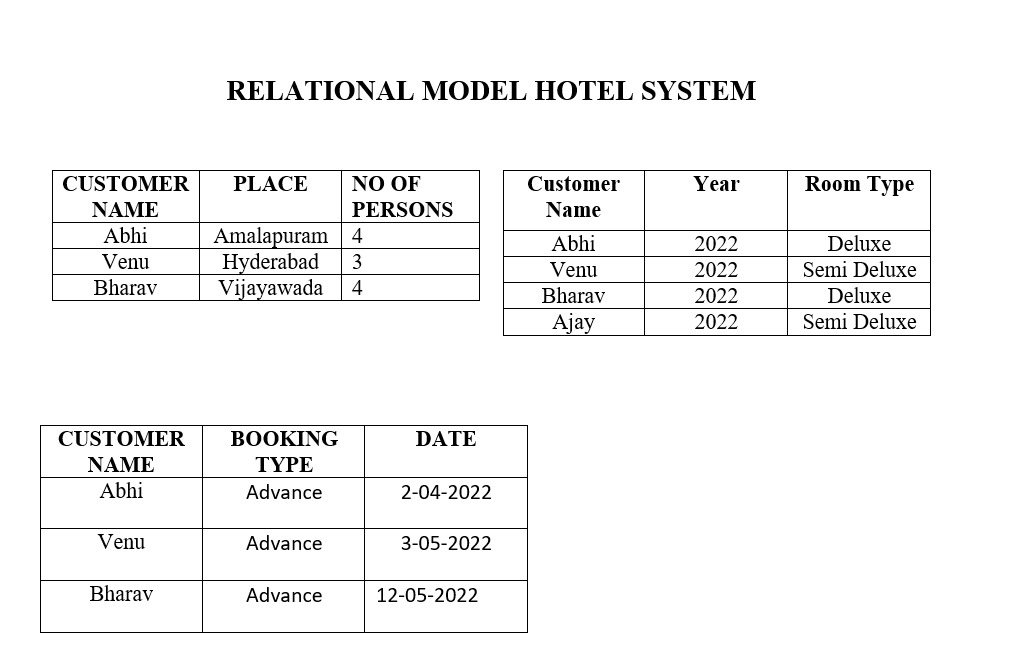 RELATIONAL MODEL HOTEL SYSTEM
CUSTOMER NAME PLACE NO OF PERSONS
Abhi Amalapuram 4
Venu Hyderabad 3
Bharav Vijayawada 4
Customer Name Year Room Type
Abhi 2022 Deluxe
Venu 2022 Semi Deluxe
Bharav 2022 Deluxe
Ajay 2022 Semi Deluxe
CUSTOMER NAME BOOKING TYPE DATE
Abhi Advance 2-04-2022
Venu Advance 3-05-2022
Bharav Advance 12-05-2022